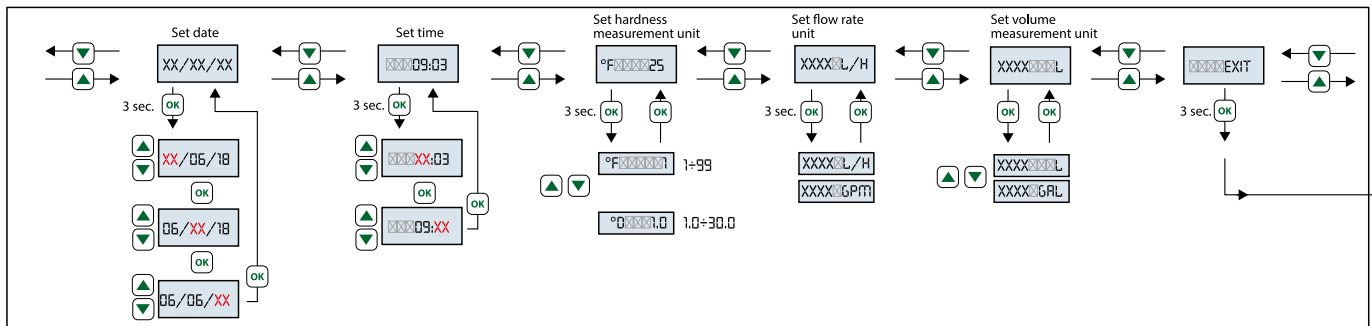 Set date
XX/XX/XX
3 sec.
OK
XX/06/18
OK
06/XX/18
OK
06/06/XX
OK
Set time
09:03
3 sec.
OK
XX:03
OK
09:XX
OK
Set hardness
measurement unit
°F 25
3 sec.
OK
OK
°F 1 1÷99
°D 1.0 1.0÷30.0
Set flow rate
unit
XXXX L/H
3 sec.
OK
OK
XXXX L/H
XXXX GPM
Set volume
measurement unit
XXXX L
3 sec.
OK
OK
XXXX L
XXXX GAL
EXIT
3 sec.
OK